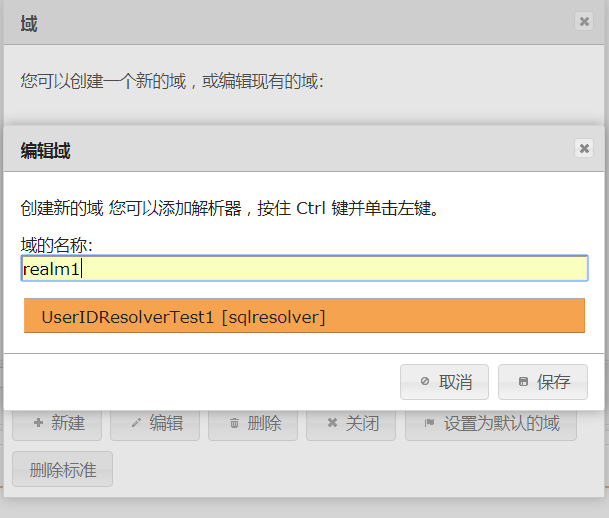 域
您可以创建一个新的域，或编辑现有的域：
编辑域
创建新的域 您可以添加解析器，按住 Ctrl 键并单击左键。
域的名称：
realm1
UserIDResolverTest1 [sqlresolver]
取消 保存
新建 编辑 删除 关闭 设置为默认的域
删除标准